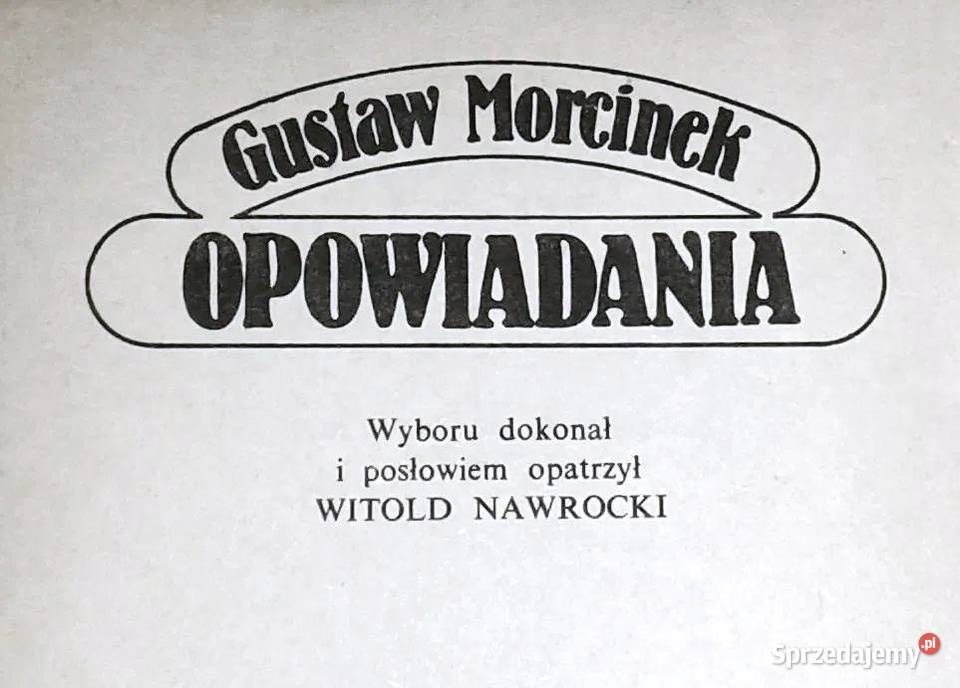 Gustaw Morcinek
OPOWIADANIA
Wyboru dokonał
i posłowiem opatrzył
WITOLD NAWROCKI
Sprzedajemy.pl